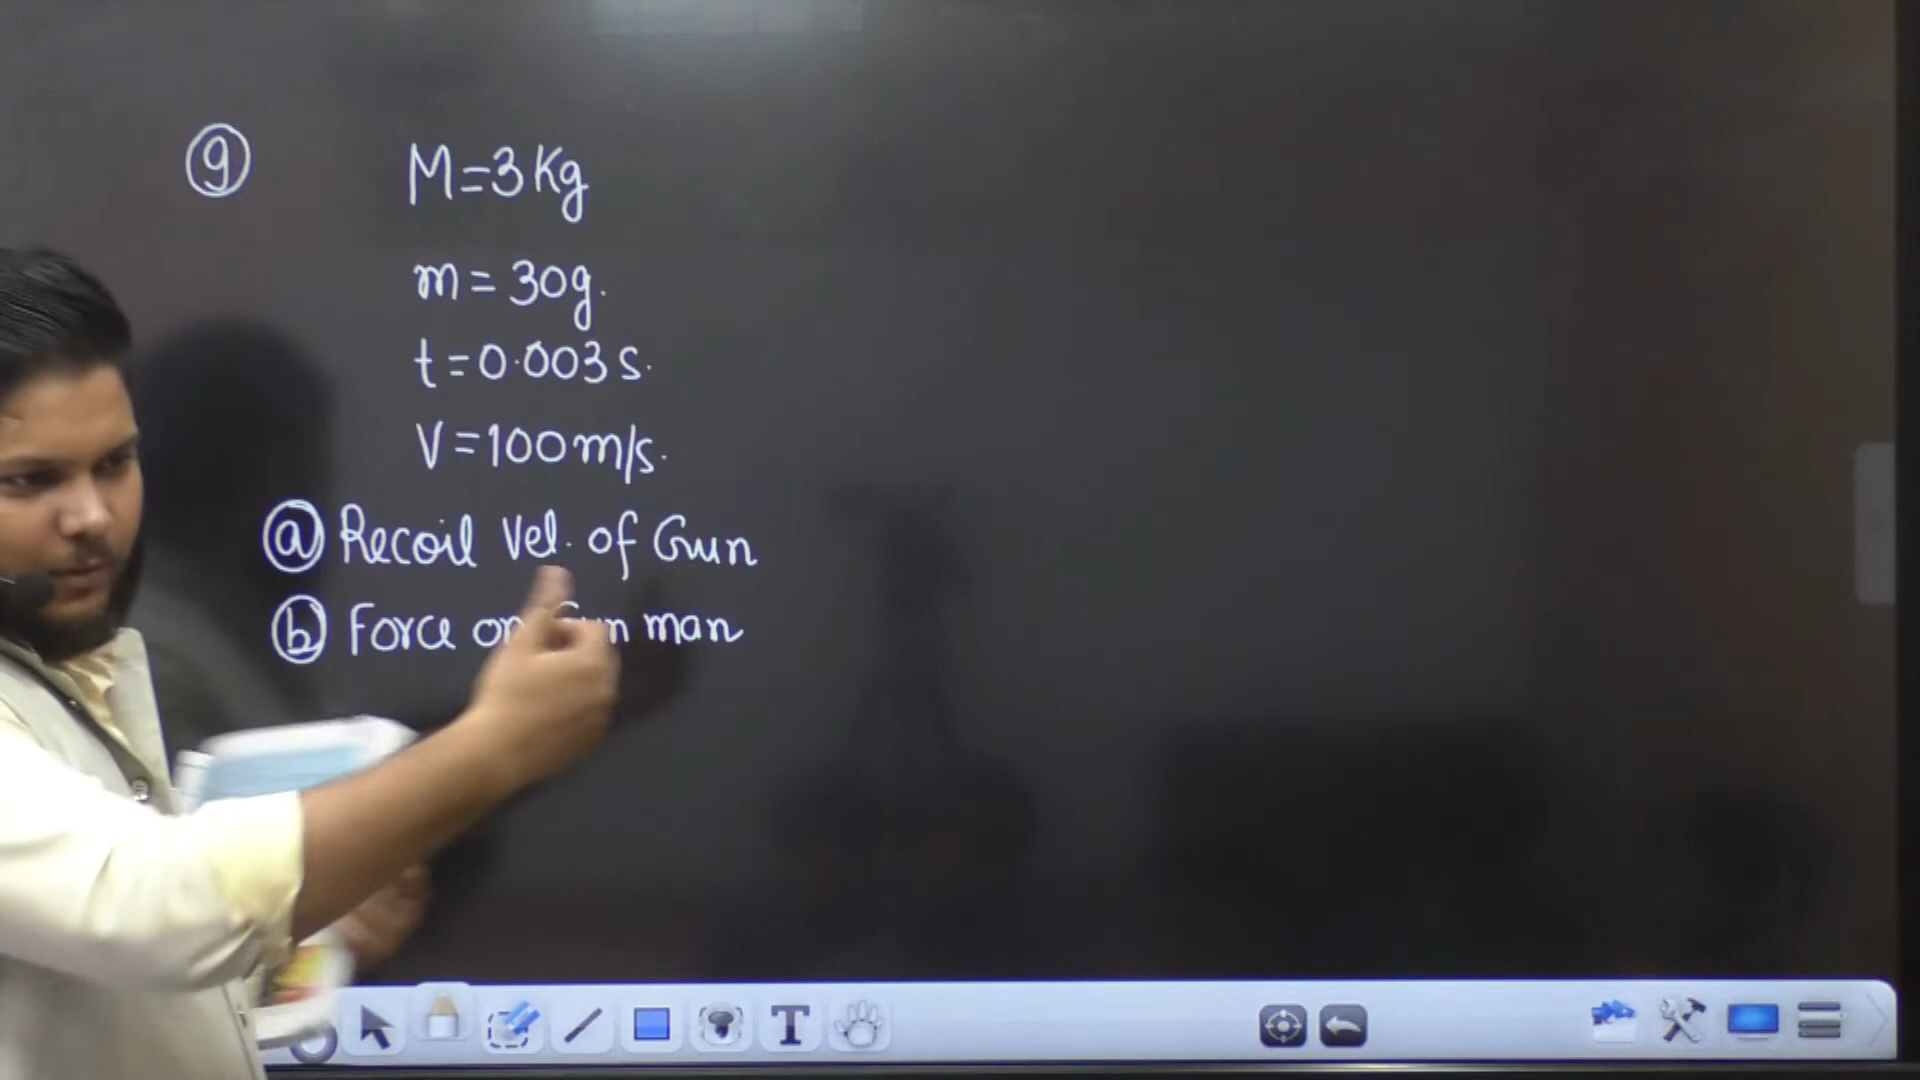 9 M=3Kg
m=30g.
t=0.003s.
V=100m/s.
a Recoil Vel. of Gun
b Force on man
T